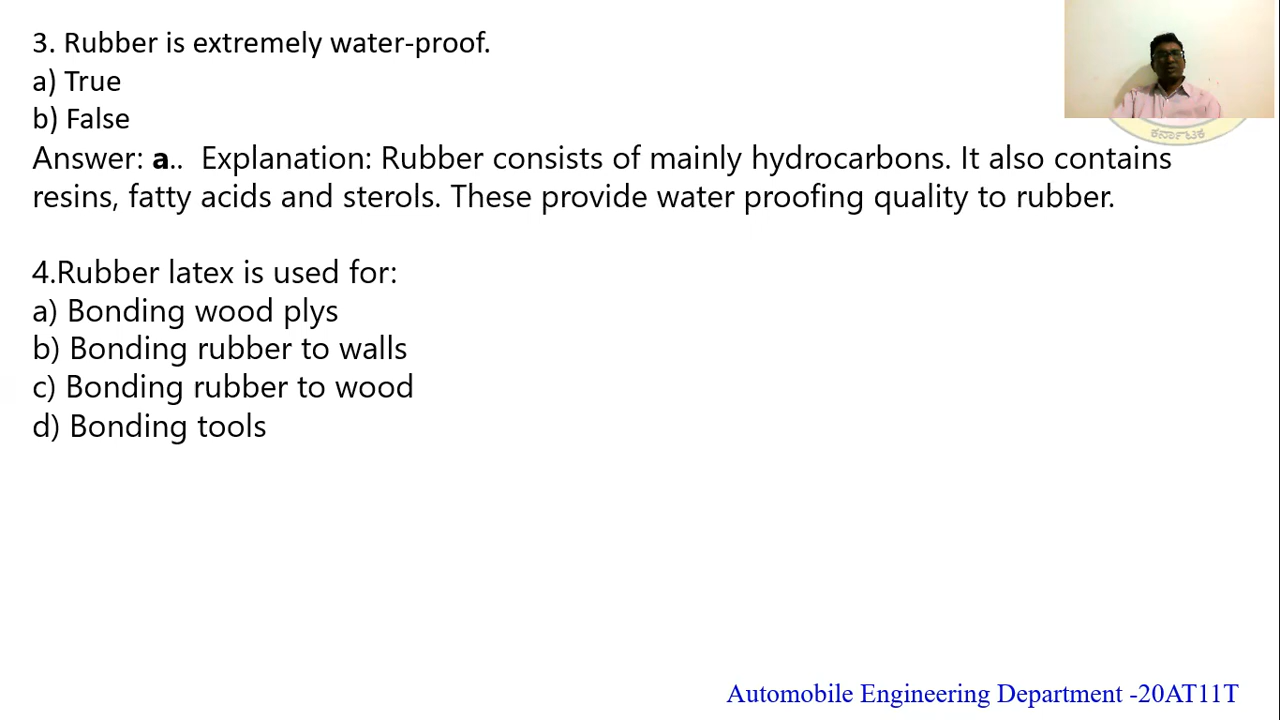 3. Rubber is extremely water-proof.
a) True
b) False
ಕರ್ನಾಟಕ
Answer: a..  Explanation: Rubber consists of mainly hydrocarbons. It also contains
resins, fatty acids and sterols. These provide water proofing quality to rubber.
4.Rubber latex is used for:
a) Bonding wood plys
b) Bonding rubber to walls
c) Bonding rubber to wood
d) Bonding tools
Automobile Engineering Department -20AT11T